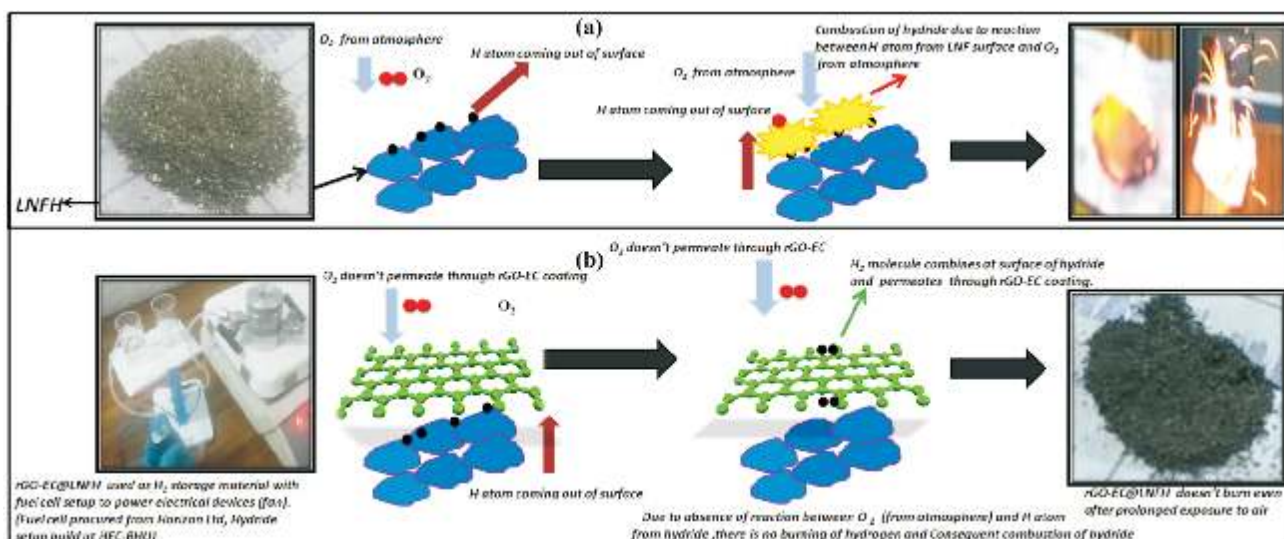 (a)
O₂ from atmosphere
O₂
H atom coming out of surface
LNFH
O₂ from atmosphere
H atom coming out of surface
Combustion of hydride due to reaction
between H atom from LNF surface and O₂
from atmosphere
(b)
O₂ doesn't permeate through rGO-EC coating
O₂
H atom coming out of surface
O₂ doesn't permeate through rGO-EC
H₂ molecule combines at surface of hydride
and permeates through rGO-EC coating.
rGO-EC@LNFH used as H₂ storage material with
fuel cell setup to power electrical devices (fan).
(Fuel cell procured from Horizon Ltd, Hydride
setup build at HEC-BHU)
Due to absence of reaction between O₂ (from atmosphere) and H atom
from hydride ,there is no burning of hydrogen and Consequent combustion of hydride
rGO-EC@LNFH doesn't burn even
after prolonged exposure to air